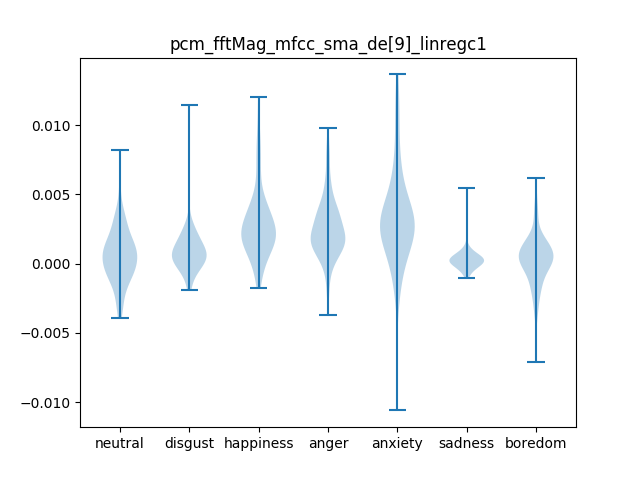 pcm_fftMag_mfcc_sma_de[9]_linregc1
0.010
0.005
0.000
−0.005
−0.010
neutral disgust happiness anger anxiety sadness boredom